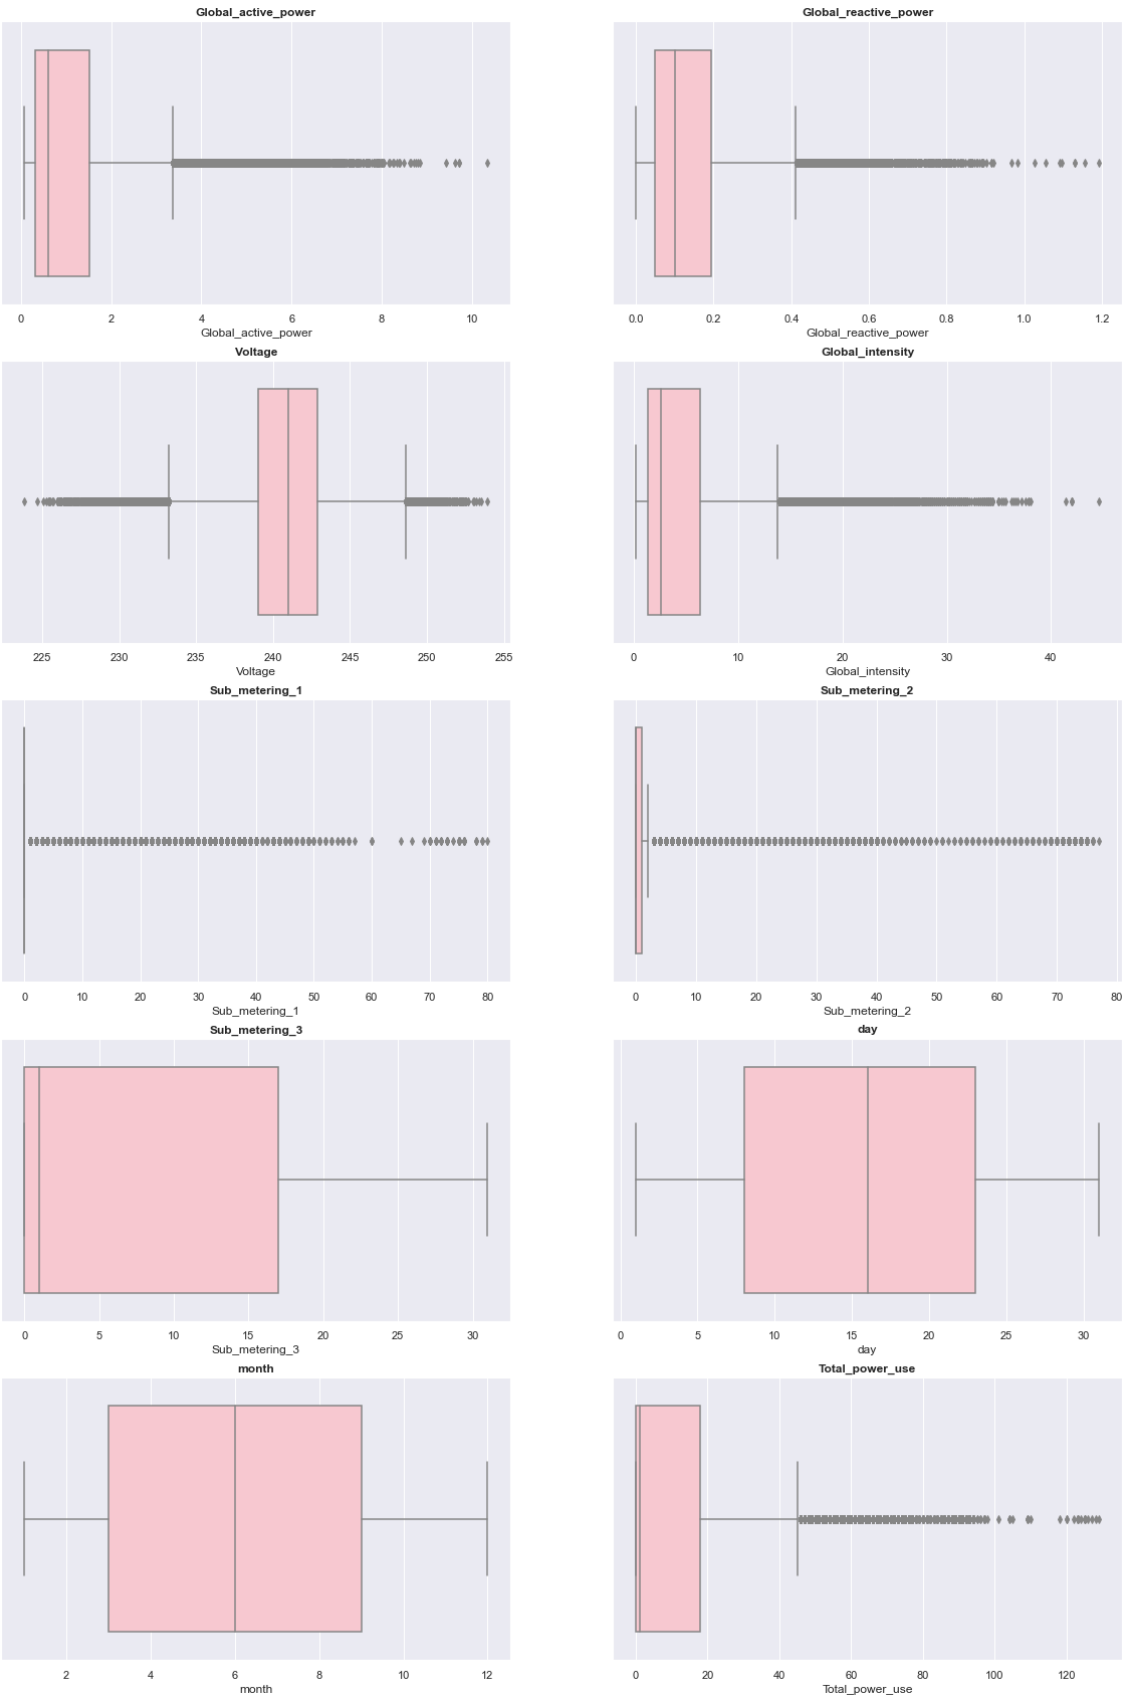 Global_active_power
0 2 4 6 8 10
Global_active_power
Global_reactive_power
0.0 0.2 0.4 0.6 0.8 1.0 1.2
Global_reactive_power
Voltage
225 230 235 240 245 250 255
Voltage
Global_intensity
0 10 20 30 40
Global_intensity
Sub_metering_1
0 10 20 30 40 50 60 70 80
Sub_metering_1
Sub_metering_2
0 10 20 30 40 50 60 70 80
Sub_metering_2
Sub_metering_3
0 5 10 15 20 25 30
Sub_metering_3
day
0 5 10 15 20 25 30
day
month
2 4 6 8 10 12
month
Total_power_use
0 20 40 60 80 100 120
Total_power_use